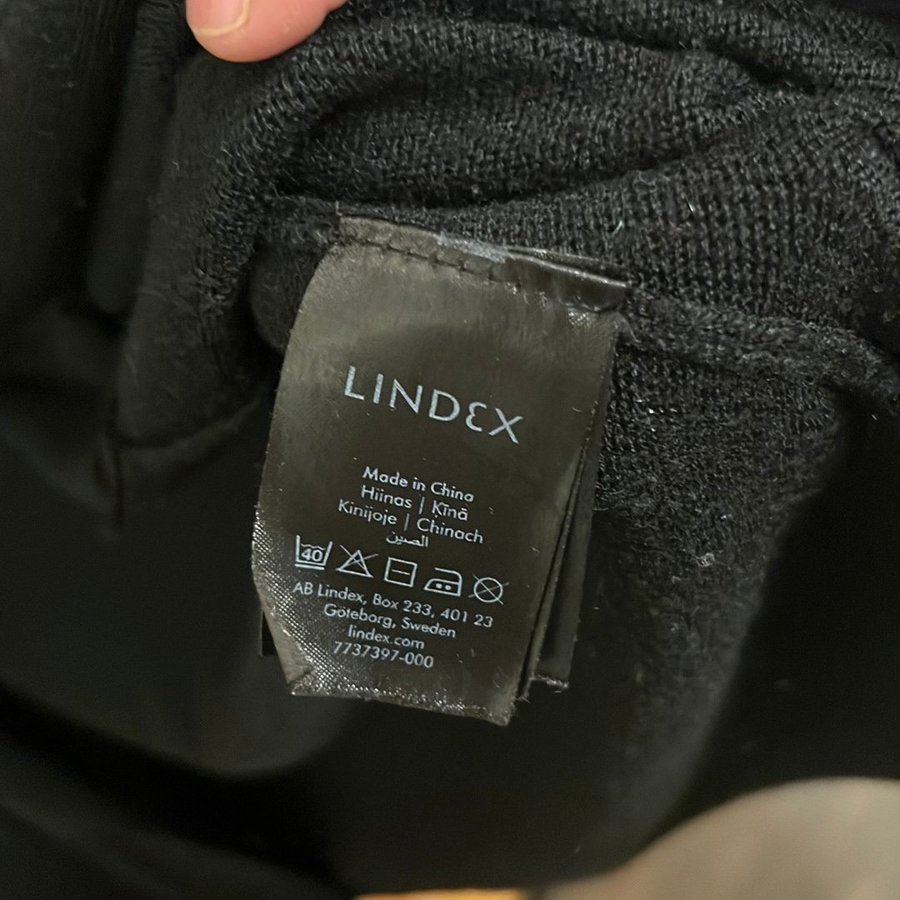 LINDEX
Made in China
Hiinas | Ķīnā
Kinijoje | Chinach
الصين
40
AB Lindex, Box 233, 401 23
Göteborg, Sweden
lindex.com
7737397-000